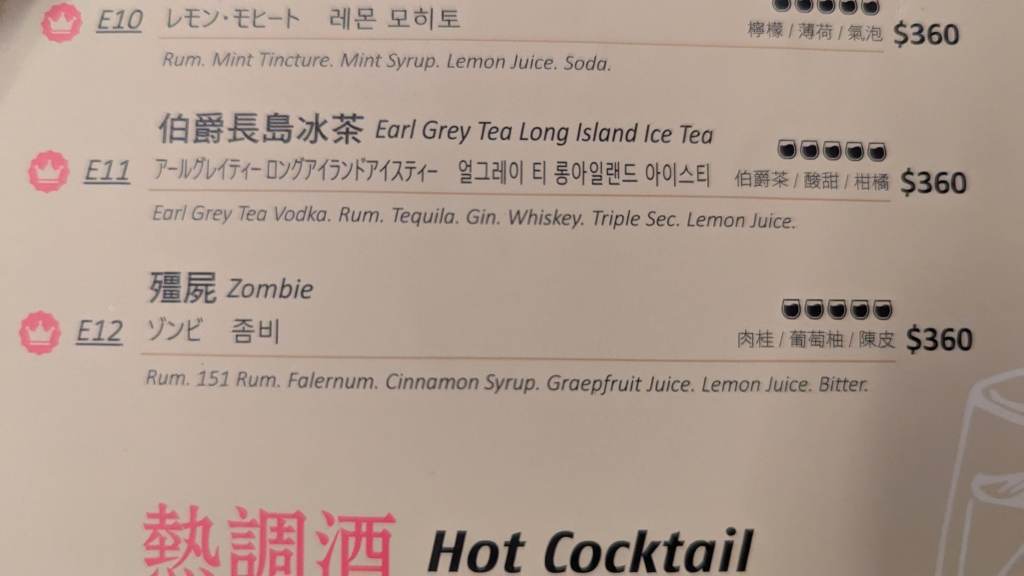 E10 レモン・モヒート 레몬 모히토
檸檬 / 薄荷 / 氣泡 $360
Rum. Mint Tincture. Mint Syrup. Lemon Juice. Soda.
伯爵長島冰茶 Earl Grey Tea Long Island Ice Tea
E11 アールグレイティー ロングアイランドアイスティー 얼그레이 티 롱아일랜드 아이스티
伯爵茶 / 酸甜 / 柑橘 $360
Earl Grey Tea Vodka. Rum. Tequila. Gin. Whiskey. Triple Sec. Lemon Juice.
殭屍 Zombie
E12 ゾンビ 좀비
肉桂 / 葡萄柚 / 陳皮 $360
Rum. 151 Rum. Falernum. Cinnamon Syrup. Graepfruit Juice. Lemon Juice. Bitter.
熱調酒 Hot Cocktail